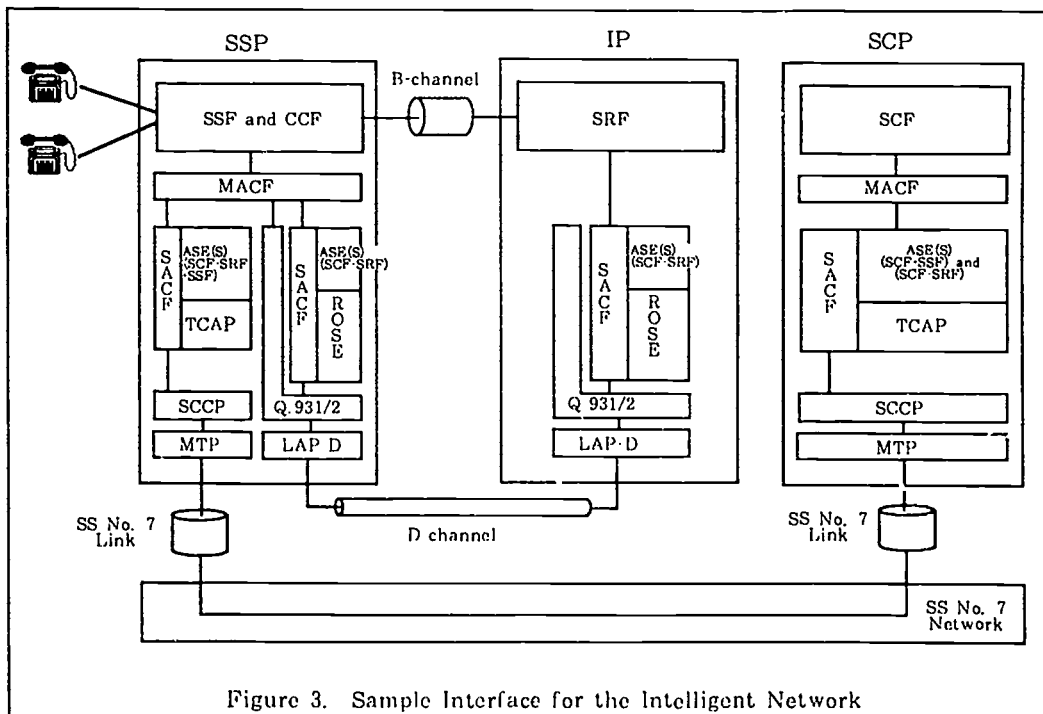 SSP
IP
SCP
B-channel
SSF and CCF
SRF
SCF
MACF
MACF
SACF
ASE(S)
(SCF·SRF
·SSF)
TCAP
SACF
ASE(S)
(SCF·SRF)
ROSE
SACF
ASE(S)
(SCF·SRF)
ROSE
SACF
ASE(S)
(SCF·SSF) and
(SCF·SRF)
TCAP
SCCP
Q. 931/2
Q 931/2
SCCP
MTP
LAP D
LAP·D
MTP
SS No. 7
Link
D channel
SS No. 7
Link
SS No. 7
Network
Figure 3. Sample Interface for the Intelligent Network